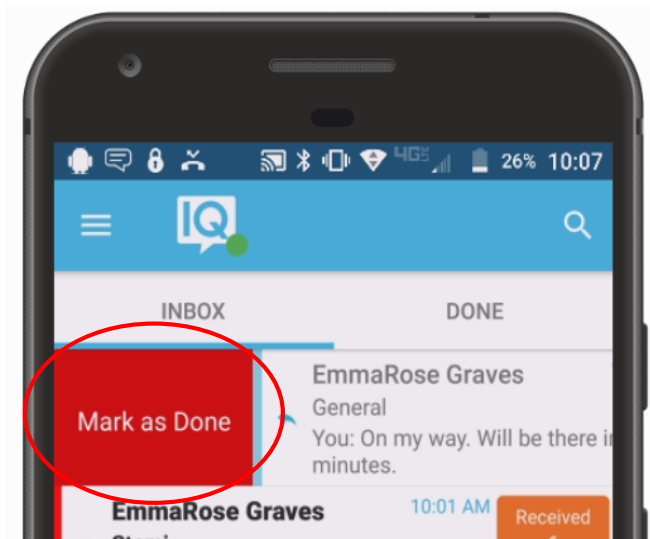 4G 26% 10:07
IQ
INBOX DONE
Mark as Done
EmmaRose Graves
General
You: On my way. Will be there
minutes.
EmmaRose Graves 10:01 AM
Received